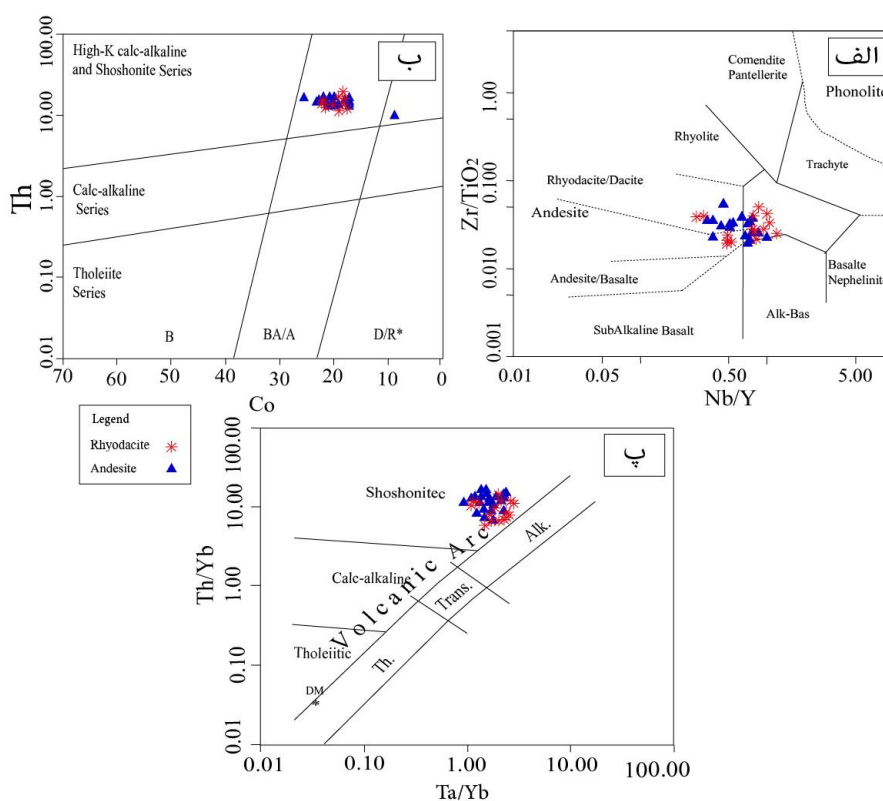 ب
High-K calc-alkaline
and Shoshonite Series
Calc-alkaline
Series
Tholeiite
Series
B
BA/A
D/R*
Th
100.00
10.00
1.00
0.10
0.01
70
60
50
40
30
20
10
0
Co
الف
Comendite
Pantellerite
Phonolite
Rhyolite
Trachyte
Rhyodacite/Dacite
Andesite
Andesite/Basalte
Basalte
Nephelinite
SubAlkaline Basalt
Alk-Bas
Zr/TiO2
1.00
0.100
0.010
0.001
0.01
0.05
0.50
5.00
Nb/Y
Legend
Rhyodacite
Andesite
پ
Shoshonitec
Calc-alkaline
Tholeiitic
Volcanic Arc
Alk.
Trans.
Th.
DM
*
Th/Yb
100.00
10.00
1.00
0.10
0.01
0.01
0.10
1.00
10.00
100.00
Ta/Yb